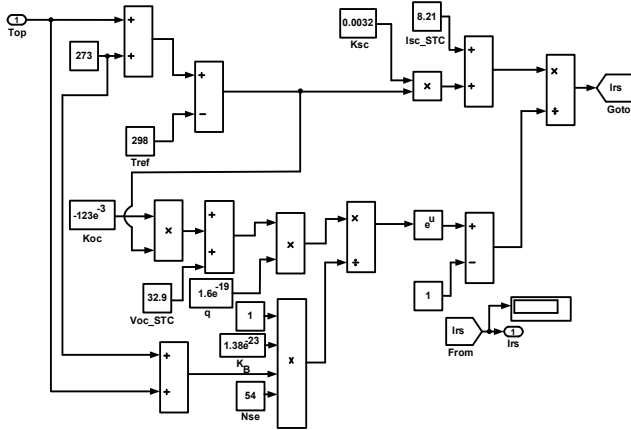 1
Top
+
+
273
+
−
298
Tref
0.0032
Ksc
8.21
Isc_STC
×
+
+
×
÷
Irs
Goto
-123e-3
Koc
×
+
+
32.9
Voc_STC
1.6e-19
q
×
×
÷
eu
+
−
1
1
1.38e-23
K_B
54
Nse
x
+
+
Irs
From
1
Irs